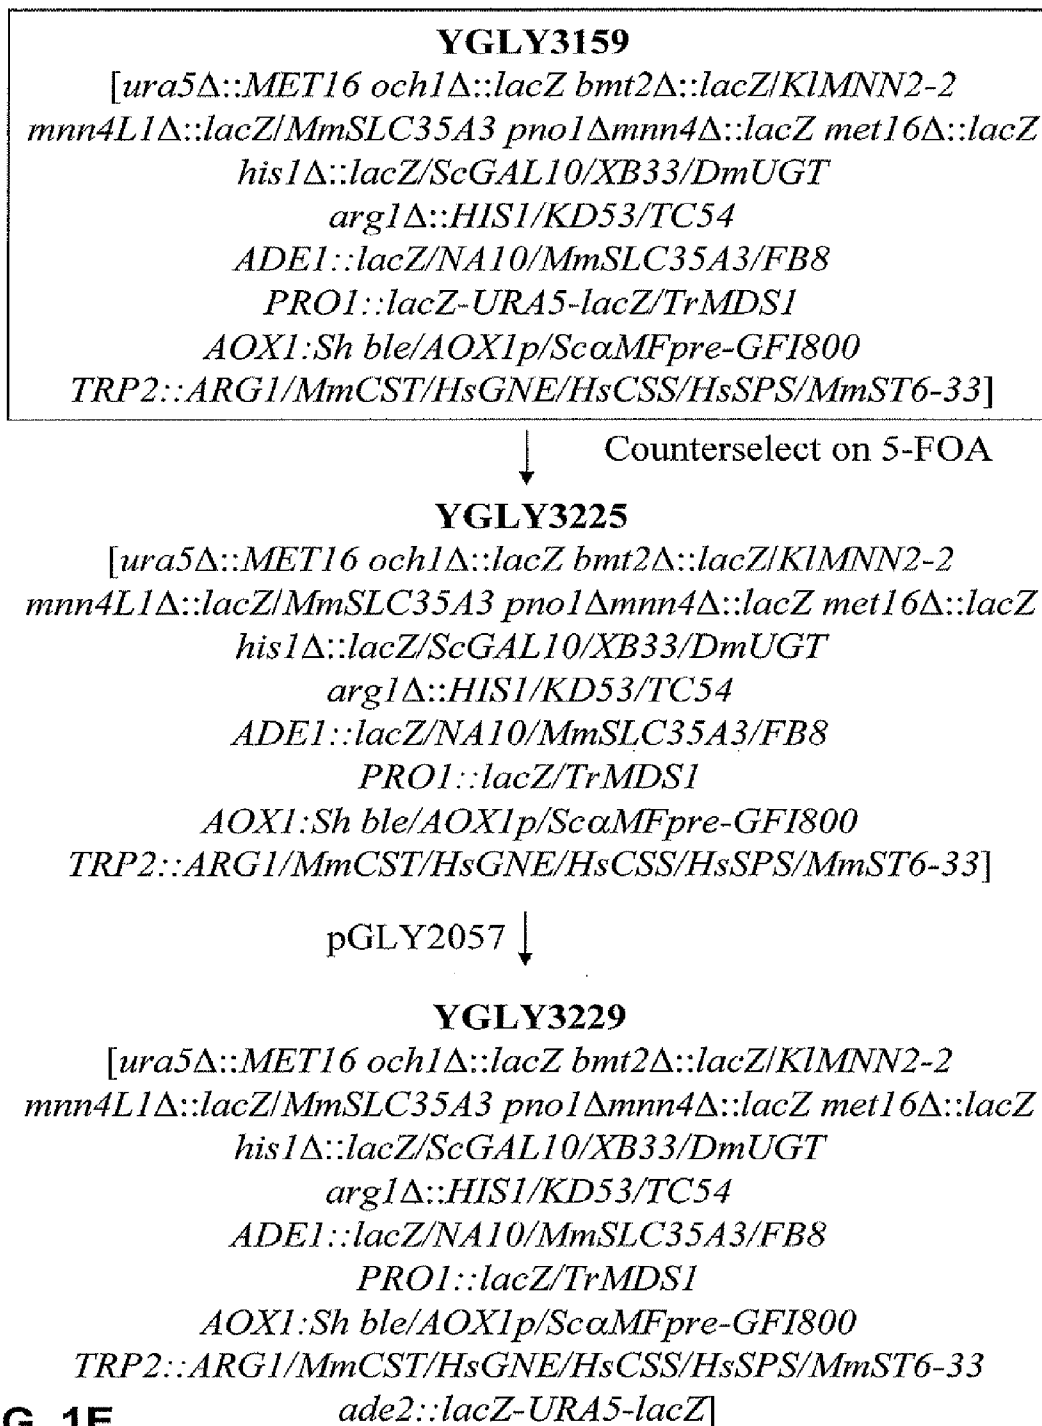 YGLY3159
[ura5Δ::MET16 och1Δ::lacZ bmt2Δ::lacZ/KlMNN2-2
mnn4L1Δ::lacZ/MmSLC35A3 pno1Δmnn4Δ::lacZ met16Δ::lacZ
his1Δ::lacZ/ScGAL10/XB33/DmUGT
arg1Δ::HIS1/KD53/TC54
ADE1::lacZ/NA10/MmSLC35A3/FB8
PRO1::lacZ-URA5-lacZ/TrMDS1
AOX1:Sh ble/AOX1p/ScαMFpre-GFI800
TRP2::ARG1/MmCST/HsGNE/HsCSS/HsSPS/MmST6-33]
Counterselect on 5-FOA
YGLY3225
[ura5Δ::MET16 och1Δ::lacZ bmt2Δ::lacZ/KlMNN2-2
mnn4L1Δ::lacZ/MmSLC35A3 pno1Δmnn4Δ::lacZ met16Δ::lacZ
his1Δ::lacZ/ScGAL10/XB33/DmUGT
arg1Δ::HIS1/KD53/TC54
ADE1::lacZ/NA10/MmSLC35A3/FB8
PRO1::lacZ/TrMDS1
AOX1:Sh ble/AOX1p/ScαMFpre-GFI800
TRP2::ARG1/MmCST/HsGNE/HsCSS/HsSPS/MmST6-33]
pGLY2057
YGLY3229
[ura5Δ::MET16 och1Δ::lacZ bmt2Δ::lacZ/KlMNN2-2
mnn4L1Δ::lacZ/MmSLC35A3 pno1Δmnn4Δ::lacZ met16Δ::lacZ
his1Δ::lacZ/ScGAL10/XB33/DmUGT
arg1Δ::HIS1/KD53/TC54
ADE1::lacZ/NA10/MmSLC35A3/FB8
PRO1::lacZ/TrMDS1
AOX1:Sh ble/AOX1p/ScαMFpre-GFI800
TRP2::ARG1/MmCST/HsGNE/HsCSS/HsSPS/MmST6-33
ade2::lacZ-URA5-lacZ]
G. 1E